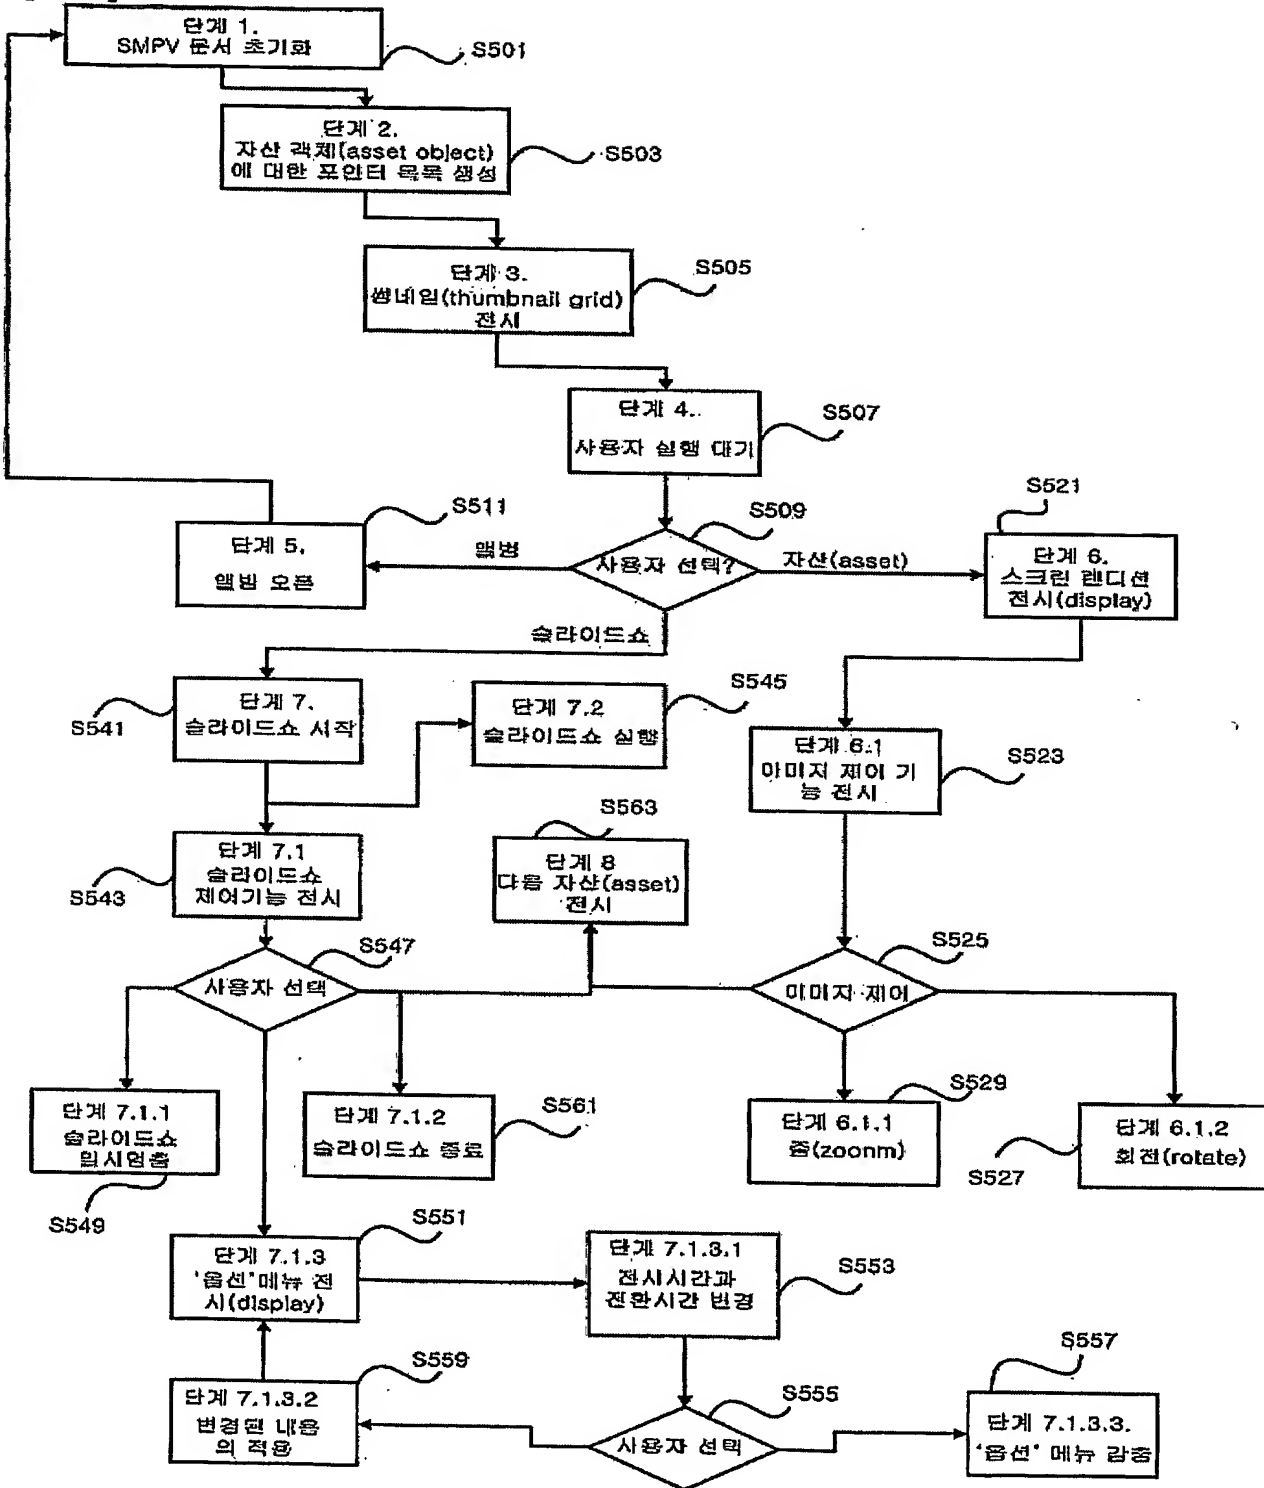 단계 1.
SMPV 문서 초기화
S501
단계 2.
자산 객체(asset object)
에 대한 포인터 목록 생성
S503
단계 3.
썸네일(thumbnail grid)
전시
S505
단계 4.
사용자 실행 대기
S507
사용자 선택?
S509
앨범
자산(asset)
슬라이드쇼
단계 5.
앨범 오픈
S511
단계 6.
스크린 렌디션
전시(display)
S521
단계 7.
슬라이드쇼 시작
S541
단계 7.2
슬라이드쇼 실행
S545
단계 6.1
이미지 제어 기
능 전시
S523
단계 7.1
슬라이드쇼
제어기능 전시
S543
단계 8
다음 자산(asset)
전시
S563
사용자 선택
S547
이미지 제어
S525
단계 7.1.1
슬라이드쇼
일시멈춤
S549
단계 7.1.2
슬라이드쇼 종료
S561
단계 6.1.1
줌(zoonm)
S529
단계 6.1.2
회전(rotate)
S527
단계 7.1.3
'옵션'메뉴 전
시(display)
S551
단계 7.1.3.1
전시시간과
전환시간 변경
S553
단계 7.1.3.2
변경된 내용
의 적용
S559
사용자 선택
S555
단계 7.1.3.3.
'옵션' 메뉴 감춤
S557